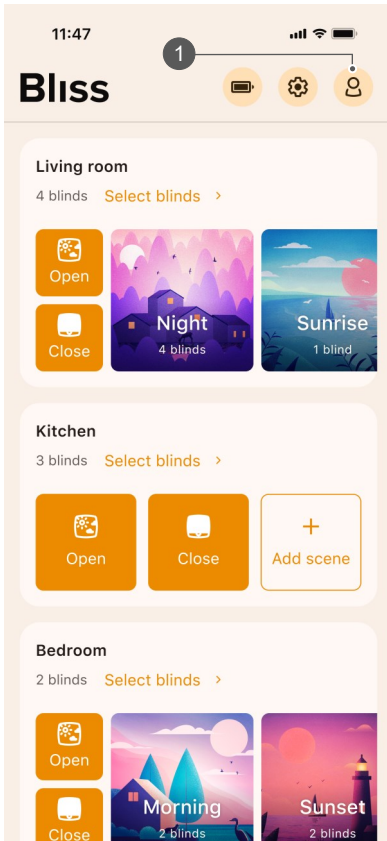 11:47
1
Blıss
Living room
4 blinds Select blinds >
Open
Close
Night
4 blinds
Sunrise
1 blind
Kitchen
3 blinds Select blinds >
Open
Close
+
Add scene
Bedroom
2 blinds Select blinds >
Open
Close
Morning
2 blinds
Sunset
2 blinds